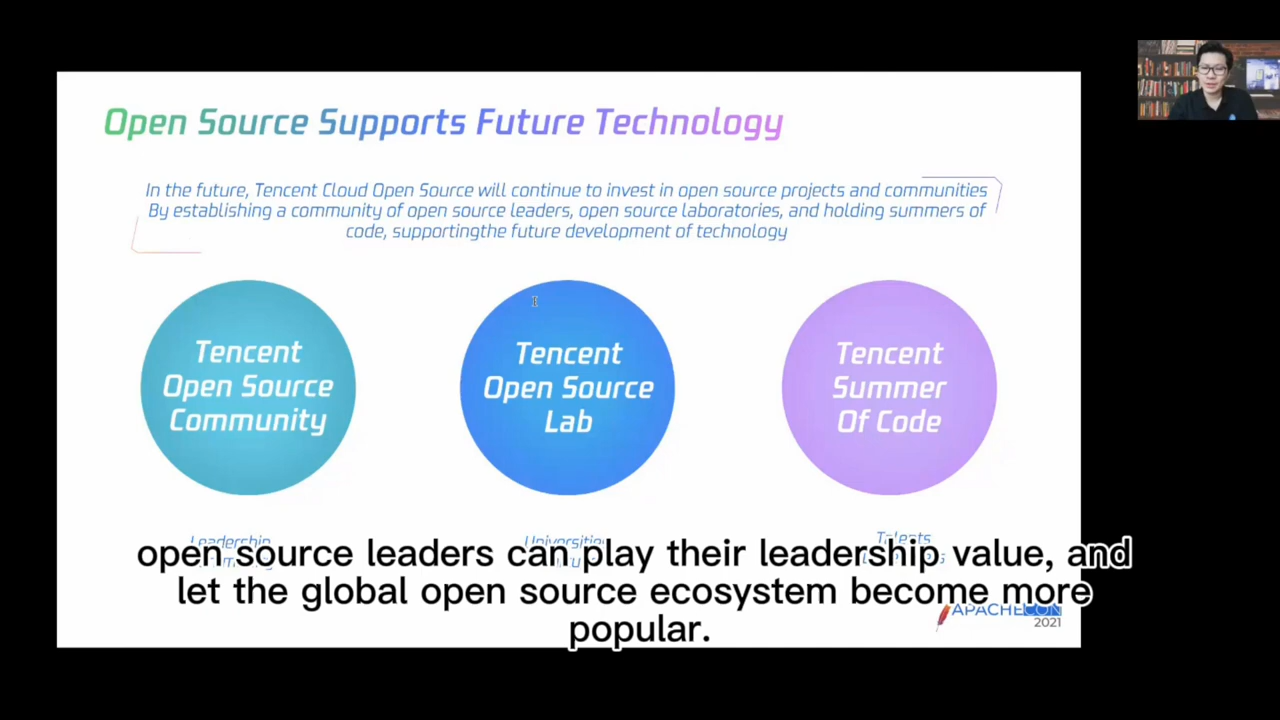 Open Source Supports Future Technology
In the future, Tencent Cloud Open Source will continue to invest in open source projects and communities
By establishing a community of open source leaders, open source laboratories, and holding summers of
code, supportingthe future development of technology
Tencent
Open Source
Community
Tencent
Open Source
Lab
Tencent
Summer
Of Code
Leadership
Universities
Talents
open source leaders can play their leadership value, and
let the global open source ecosystem become more
popular.
APACHECON
2021